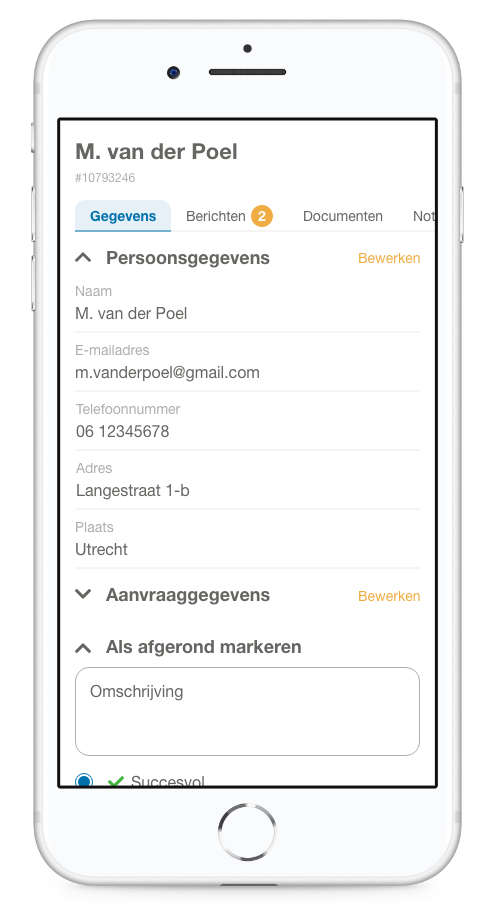 M. van der Poel
#10793246
Gegevens Berichten 2 Documenten Not
Persoonsgegevens Bewerken
Naam
M. van der Poel
E-mailadres
m.vanderpoel@gmail.com
Telefoonnummer
06 12345678
Adres
Langestraat 1-b
Plaats
Utrecht
Aanvraaggegevens Bewerken
Als afgerond markeren
Omschrijving
Succesvol